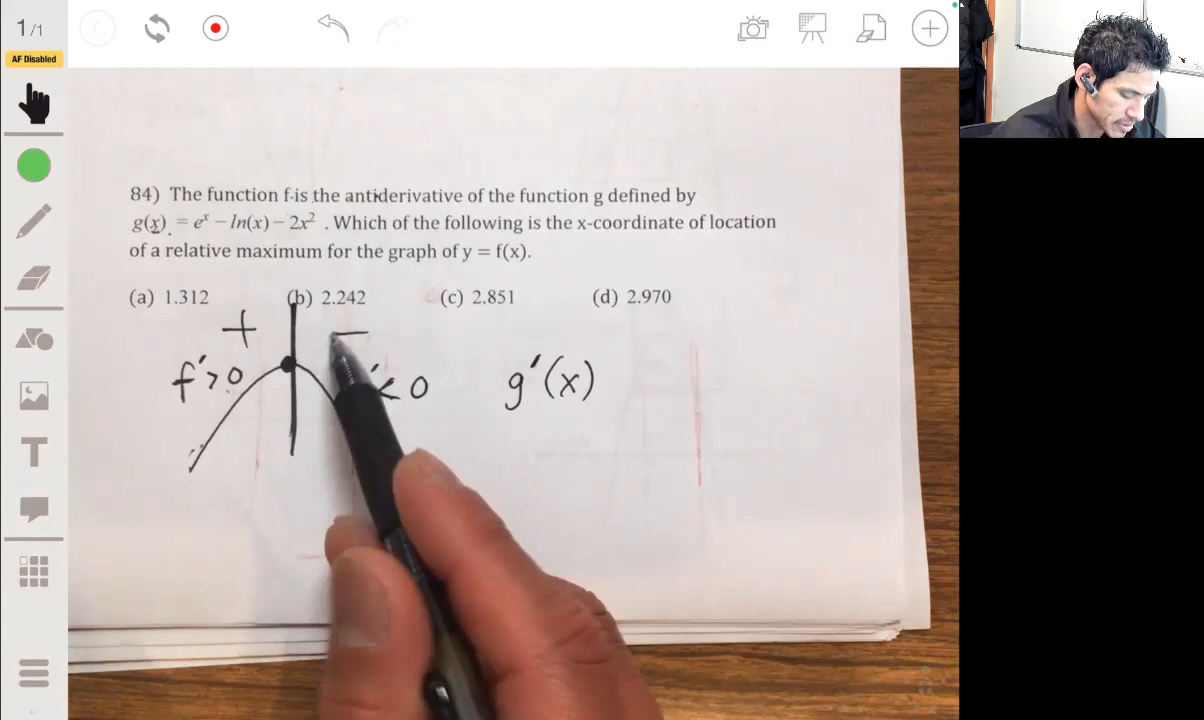 1/1
AF Disabled
84) The function f is the antiderivative of the function g defined by
g(x) = eˣ – ln(x) – 2x² . Which of the following is the x-coordinate of location
of a relative maximum for the graph of y = f(x).
(a) 1.312 (b) 2.242 (c) 2.851 (d) 2.970
+ –
f' > 0 ' < 0 g'(x)
T